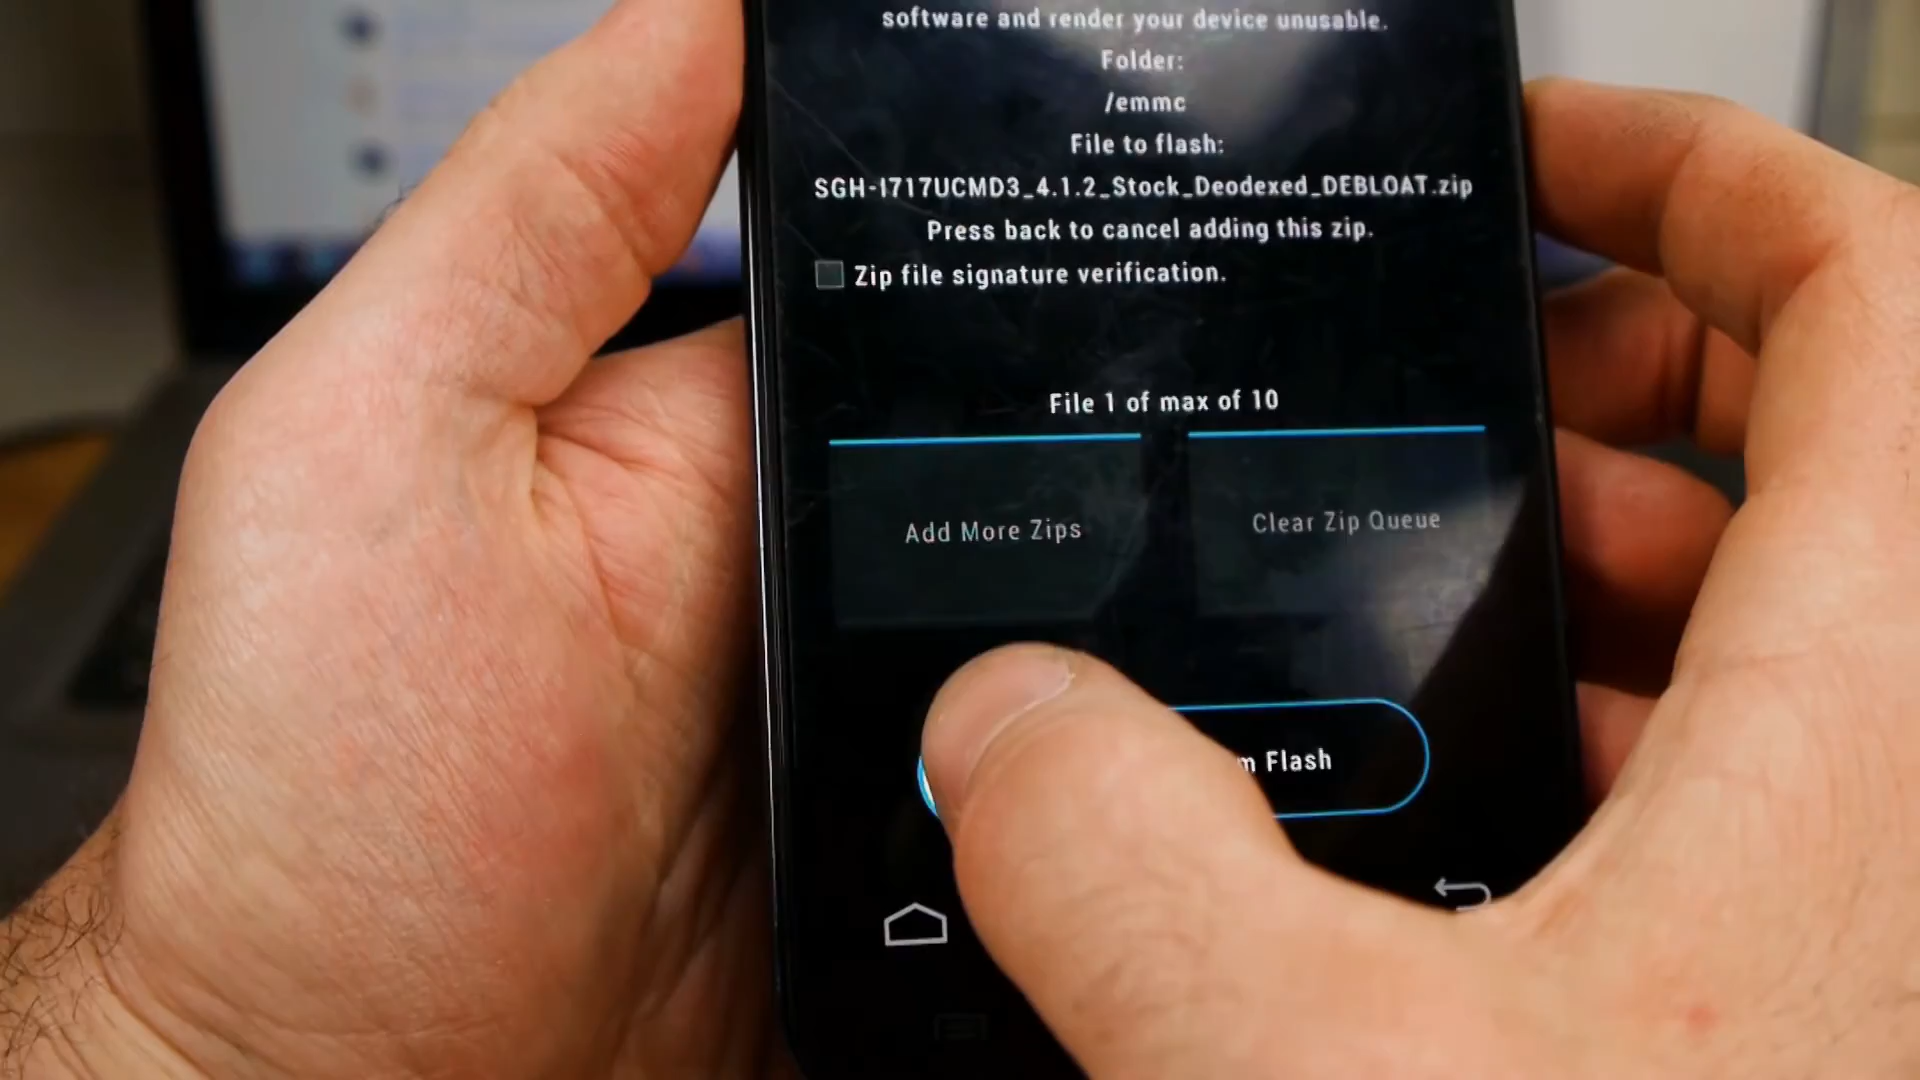 software and render your device unusable.
Folder:
/emmc
File to flash:
SGH-I717UCMD3_4.1.2_Stock_Deodexed_DEBLOAT.zip
Press back to cancel adding this zip.
Zip file signature verification.
File 1 of max of 10
Add More Zips
Clear Zip Queue
m Flash